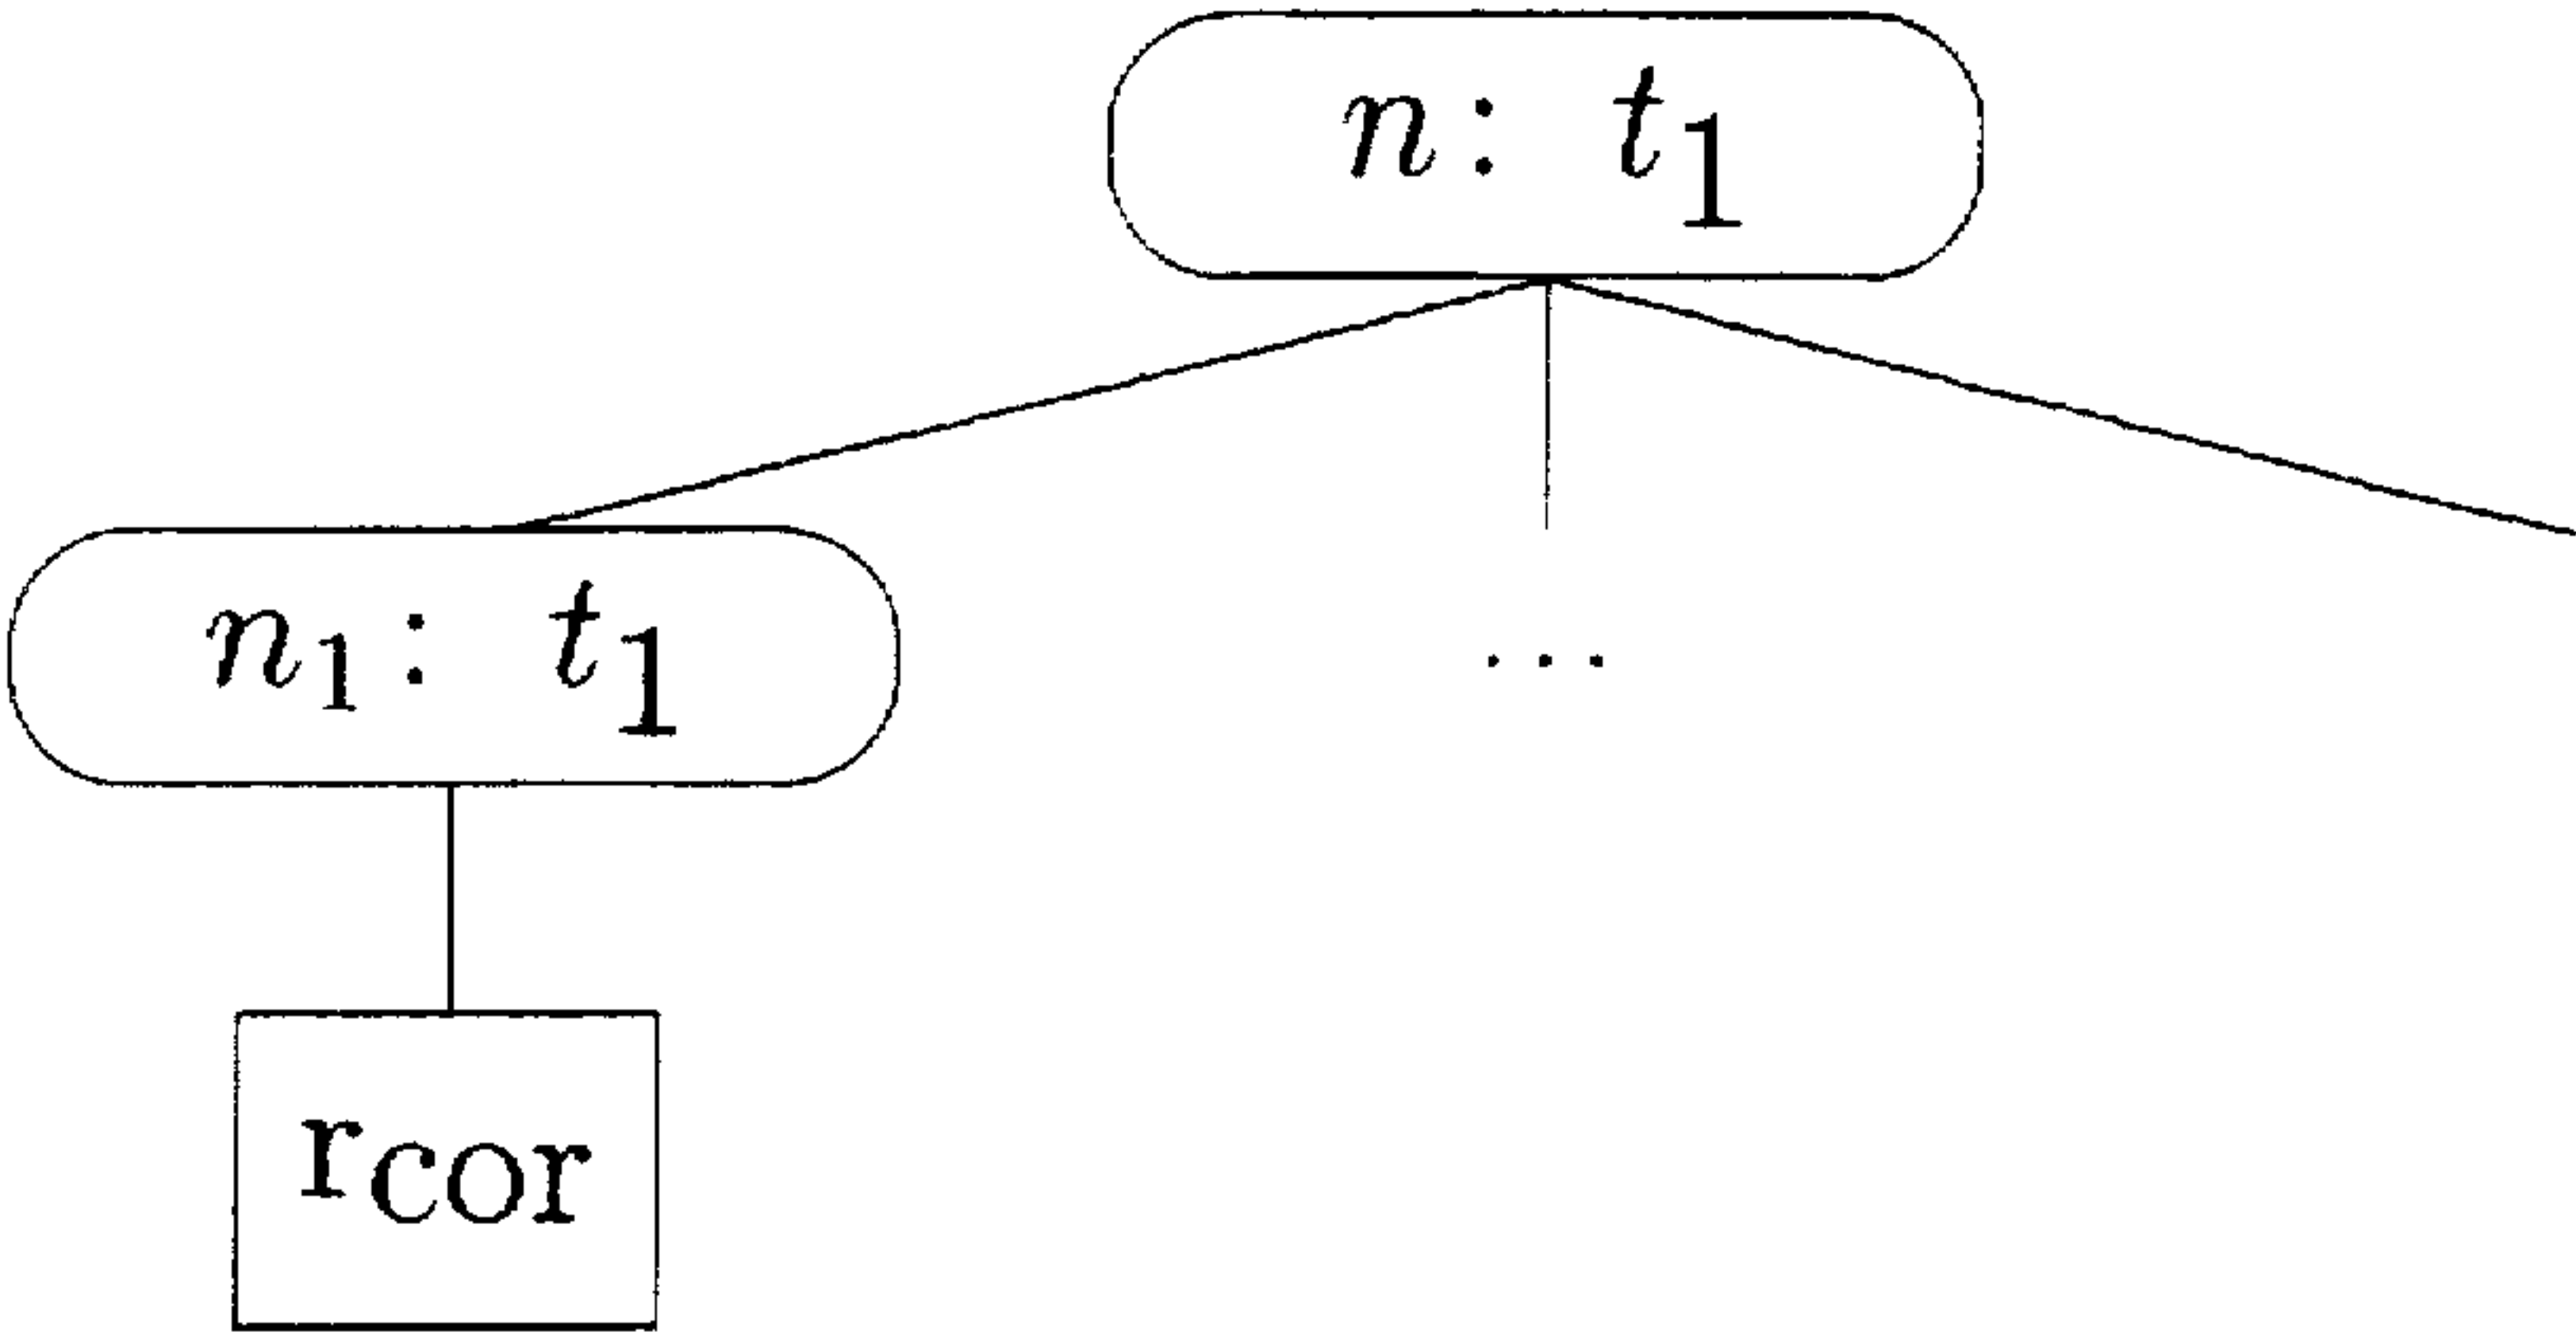 n: t₁
n₁: t₁
...
rcor